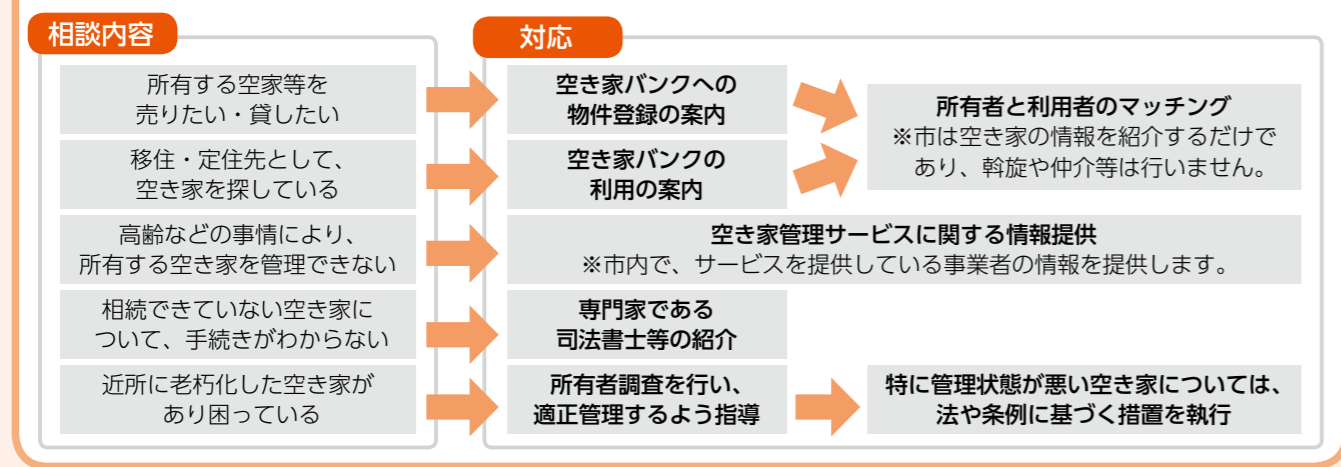 相談内容
対応
所有する空家等を
売りたい・貸したい
空き家バンクへの
物件登録の案内
所有者と利用者のマッチング
※市は空き家の情報を紹介するだけで
あり、斡旋や仲介等は行いません。
移住・定住先として、
空き家を探している
空き家バンクの
利用の案内
高齢などの事情により、
所有する空き家を管理できない
空き家管理サービスに関する情報提供
※市内で、サービスを提供している事業者の情報を提供します。
相続できていない空き家に
ついて、手続きがわからない
専門家である
司法書士等の紹介
近所に老朽化した空き家が
あり困っている
所有者調査を行い、
適正管理するよう指導
特に管理状態が悪い空き家については、
法や条例に基づく措置を執行